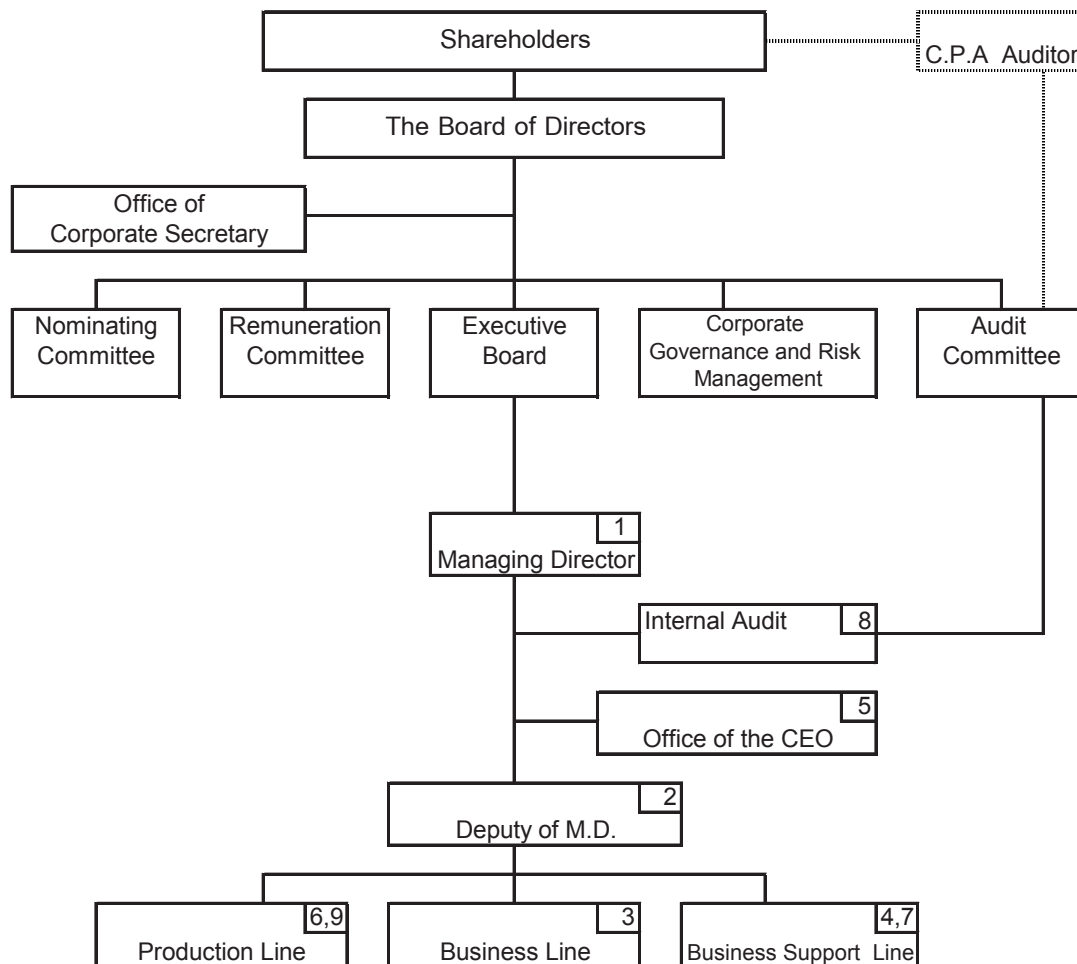 Shareholders
C.P.A Auditor
The Board of Directors
Office of
Corporate Secretary
Nominating
Committee
Remuneration
Committee
Executive
Board
Corporate
Governance and Risk
Management
Audit
Committee
1
Managing Director
Internal Audit
8
5
Office of the CEO
2
Deputy of M.D.
6,9
Production Line
3
Business Line
4,7
Business Support Line